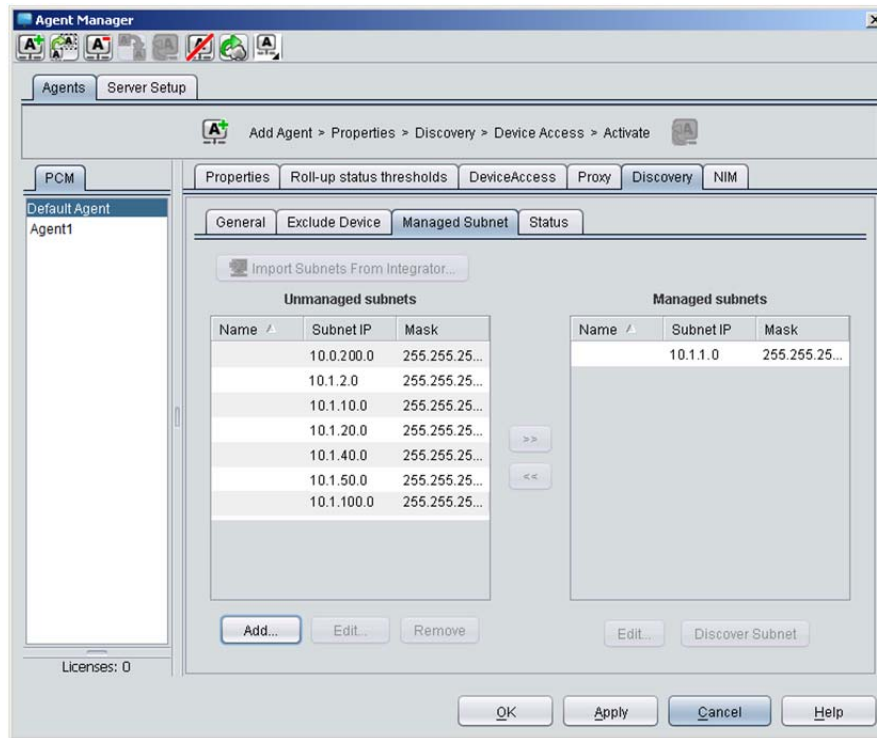 Agent Manager
Agents Server Setup
Add Agent > Properties > Discovery > Device Access > Activate
PCM
Default Agent
Agent1
Licenses: 0
Properties Roll-up status thresholds DeviceAccess Proxy Discovery NIM
General Exclude Device Managed Subnet Status
Import Subnets From Integrator...
Unmanaged subnets
Name Subnet IP Mask
10.0.200.0 255.255.25...
10.1.2.0 255.255.25...
10.1.10.0 255.255.25...
10.1.20.0 255.255.25...
10.1.40.0 255.255.25...
10.1.50.0 255.255.25...
10.1.100.0 255.255.25...
Add... Edit... Remove
>>
<<
Managed subnets
Name Subnet IP Mask
10.1.1.0 255.255.25...
Edit... Discover Subnet
OK Apply Cancel Help